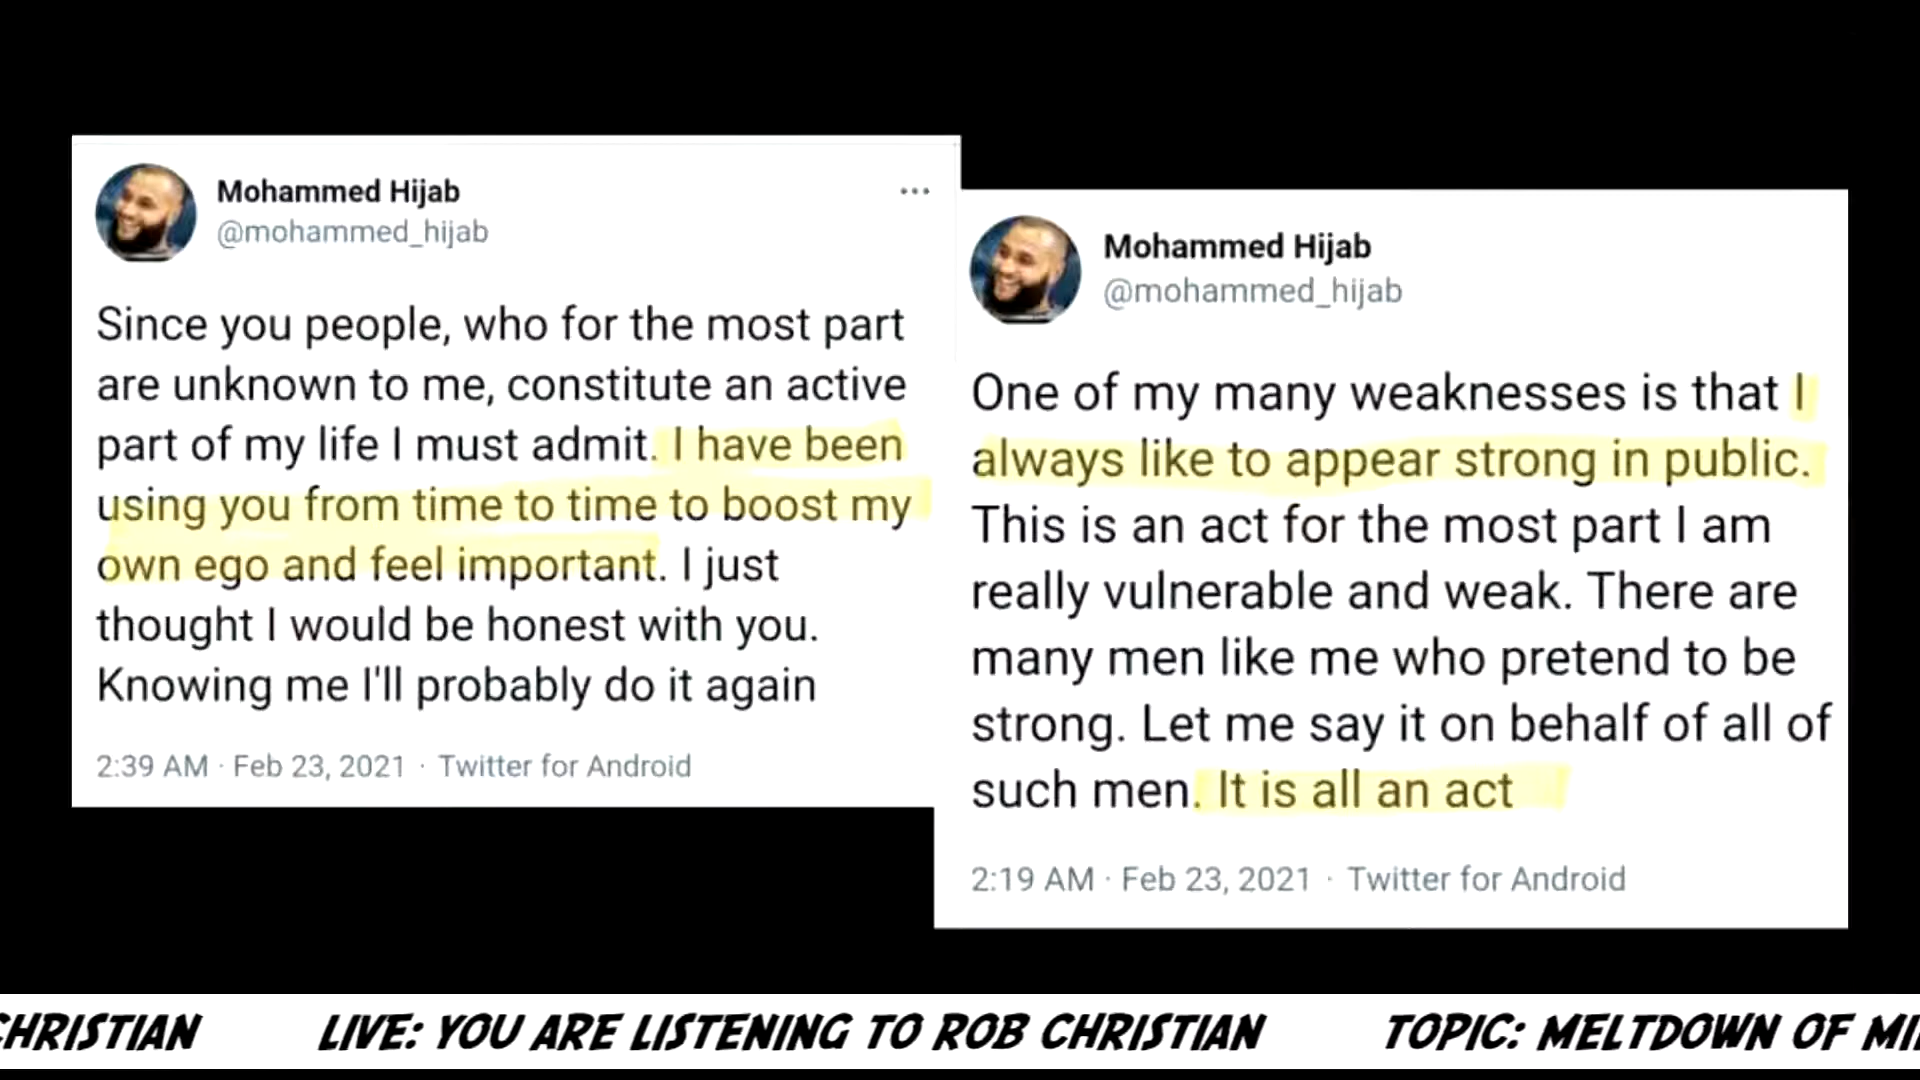 Mohammed Hijab
@mohammed_hijab
Since you people, who for the most part
are unknown to me, constitute an active
part of my life I must admit. I have been
using you from time to time to boost my
own ego and feel important. I just
thought I would be honest with you.
Knowing me I'll probably do it again
2:39 AM · Feb 23, 2021 · Twitter for Android
Mohammed Hijab
@mohammed_hijab
One of my many weaknesses is that I
always like to appear strong in public.
This is an act for the most part I am
really vulnerable and weak. There are
many men like me who pretend to be
strong. Let me say it on behalf of all of
such men. It is all an act
2:19 AM · Feb 23, 2021 · Twitter for Android
CHRISTIAN LIVE: YOU ARE LISTENING TO ROB CHRISTIAN TOPIC: MELTDOWN OF